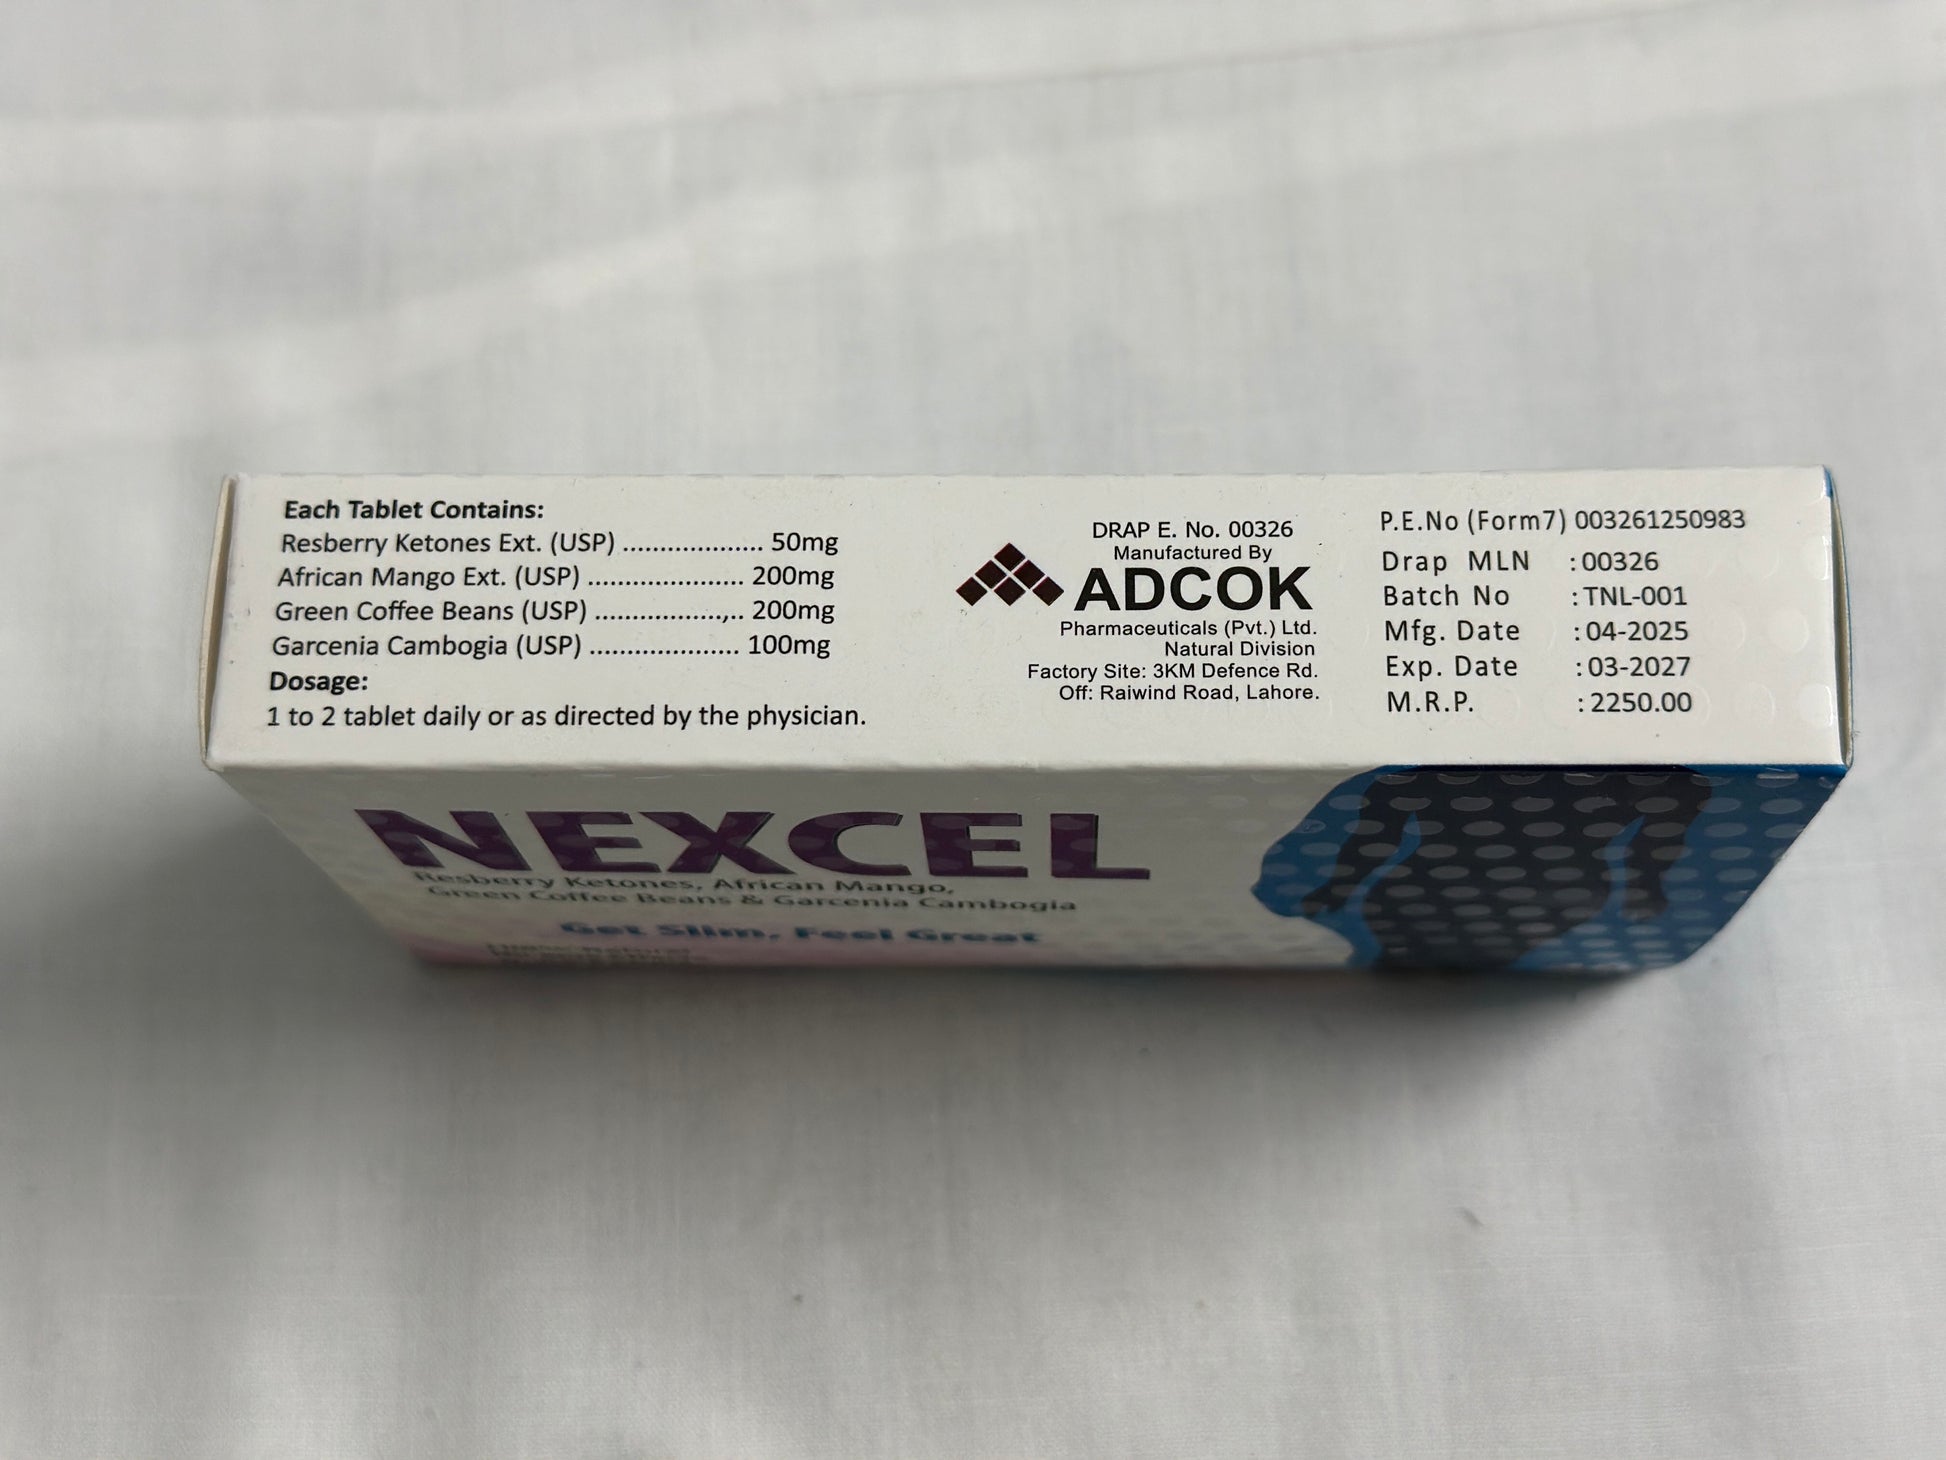 Each Tablet Contains:
Resberry Ketones Ext. (USP) ................... 50mg
African Mango Ext. (USP) ...................... 200mg
Green Coffee Beans (USP) ..................,.. 200mg
Garcenia Cambogia (USP) ..................... 100mg
Dosage:
1 to 2 tablet daily or as directed by the physician.
DRAP E. No. 00326
Manufactured By
ADCOK
Pharmaceuticals (Pvt.) Ltd.
Natural Division
Factory Site: 3KM Defence Rd.
Off: Raiwind Road, Lahore.
P.E.No (Form7) 003261250983
Drap MLN :00326
Batch No :TNL-001
Mfg. Date :04-2025
Exp. Date :03-2027
M.R.P. :2250.00
NEXCEL
Resberry Ketones, African Mango,
Green Coffee Beans & Garcenia Cambogia
Get Slim, Feel Great